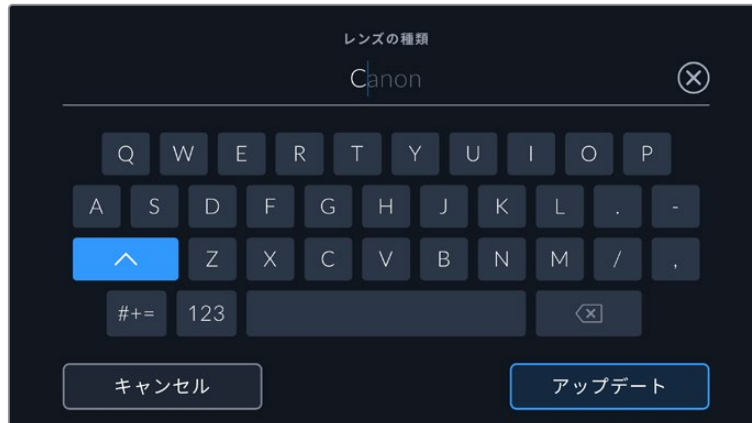 レンズの種類
Canon
Q W E R T Y U I O P
A S D F G H J K L . -
Z X C V B N M / ,
#+= 123
キャンセル アップデート